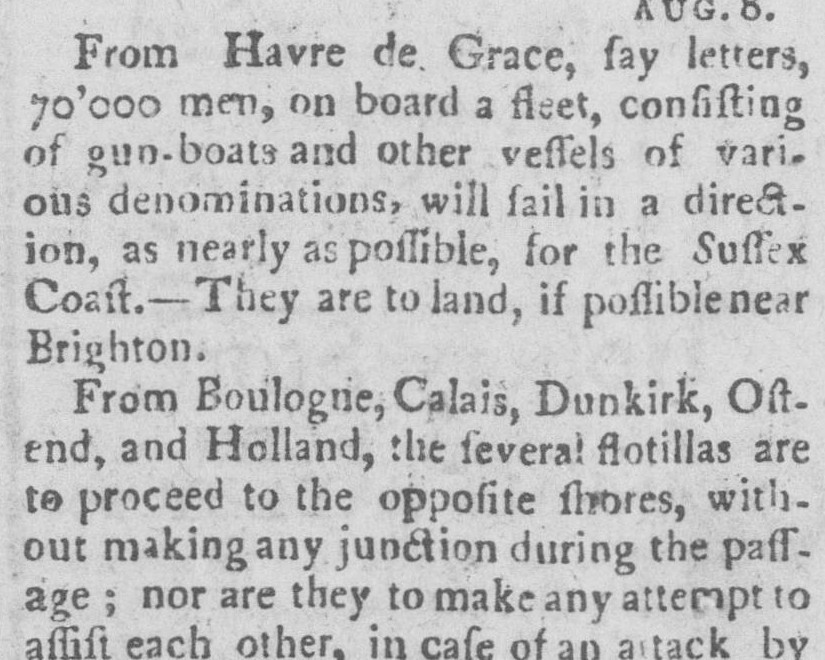 AUG. 8.
From Havre de Grace, ſay letters,
70'000 men, on board a fleet, conſiſting
of gun-boats and other veſſels of vari-
ous denominations, will ſail in a direct-
ion, as nearly as poſſible, for the Suſſex
Coaſt.—They are to land, if poſſible near
Brighton.
From Boulogne, Calais, Dunkirk, Oſt-
end, and Holland, the ſeveral flotillas are
to proceed to the oppoſite ſhores, with-
out making any junction during the paſſ-
age ; nor are they to make any attempt to
aſſiſt each other, in caſe of an attack by